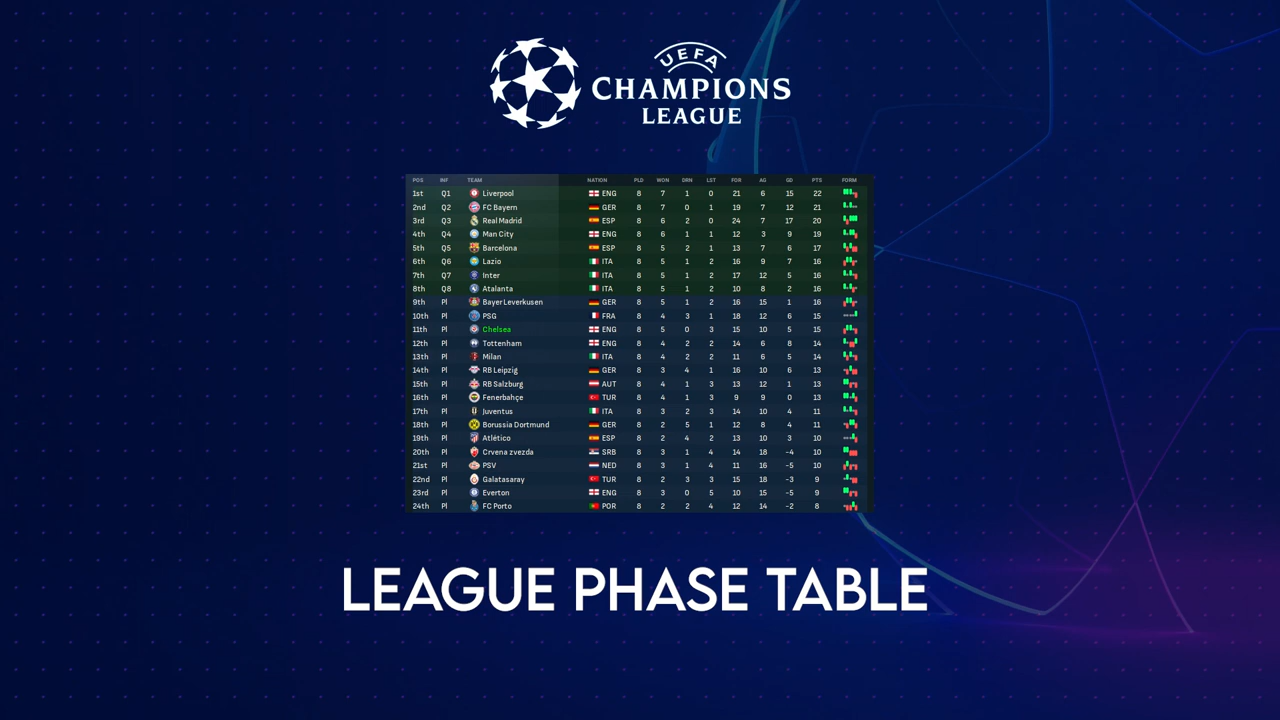 UEFA
CHAMPIONS
LEAGUE
POS INF TEAM NATION PLD WON DRN LST FOR AG GD PTS FORM
1st Q1 Liverpool ENG 8 7 1 0 21 6 15 22
2nd Q2 FC Bayern GER 8 7 0 1 19 7 12 21
3rd Q3 Real Madrid ESP 8 6 2 0 24 7 17 20
4th Q4 Man City ENG 8 6 1 1 12 3 9 19
5th Q5 Barcelona ESP 8 5 2 1 13 7 6 17
6th Q6 Lazio ITA 8 5 1 2 16 9 7 16
7th Q7 Inter ITA 8 5 1 2 17 12 5 16
8th Q8 Atalanta ITA 8 5 1 2 10 8 2 16
9th Pl Bayer Leverkusen GER 8 5 1 2 16 15 1 16
10th Pl PSG FRA 8 4 3 1 18 12 6 15
11th Pl Chelsea ENG 8 5 0 3 15 10 5 15
12th Pl Tottenham ENG 8 4 2 2 14 6 8 14
13th Pl Milan ITA 8 4 2 2 11 6 5 14
14th Pl RB Leipzig GER 8 3 4 1 16 10 6 13
15th Pl RB Salzburg AUT 8 4 1 3 13 12 1 13
16th Pl Fenerbahçe TUR 8 4 1 3 9 9 0 13
17th Pl Juventus ITA 8 3 2 3 14 10 4 11
18th Pl Borussia Dortmund GER 8 2 5 1 12 8 4 11
19th Pl Atlético ESP 8 2 4 2 13 10 3 10
20th Pl Crvena zvezda SRB 8 3 1 4 14 18 -4 10
21st Pl PSV NED 8 3 1 4 11 16 -5 10
22nd Pl Galatasaray TUR 8 2 3 3 15 18 -3 9
23rd Pl Everton ENG 8 3 0 5 10 15 -5 9
24th Pl FC Porto POR 8 2 2 4 12 14 -2 8
LEAGUE PHASE TABLE